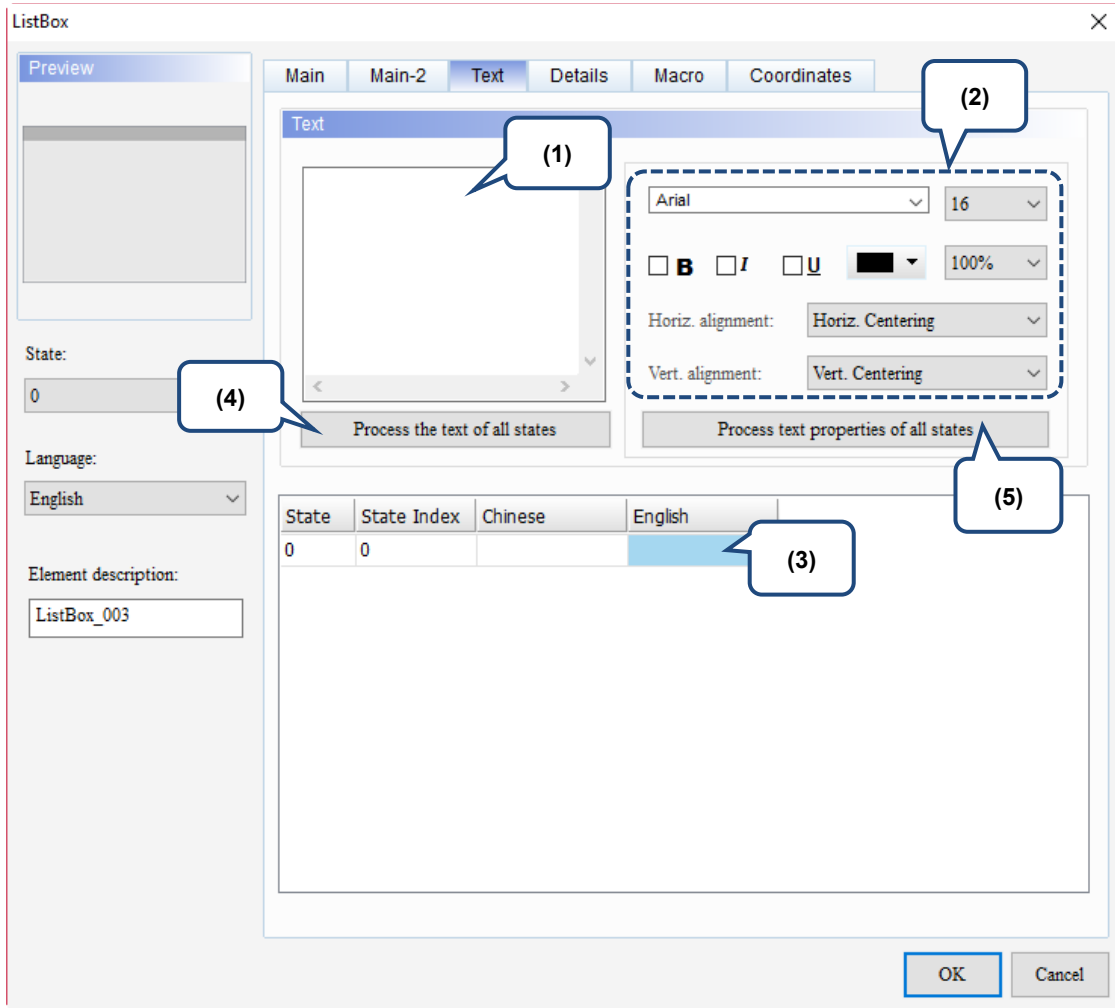 ListBox
Preview
Main Main-2 Text Details Macro Coordinates
(2)
Text
(1)
Arial 16
B I U 100%
Horiz. alignment: Horiz. Centering
State:
Vert. alignment: Vert. Centering
0
(4)
Process the text of all states Process text properties of all states
Language:
English
(5)
State State Index Chinese English
0 0
(3)
Element description:
ListBox_003
OK Cancel